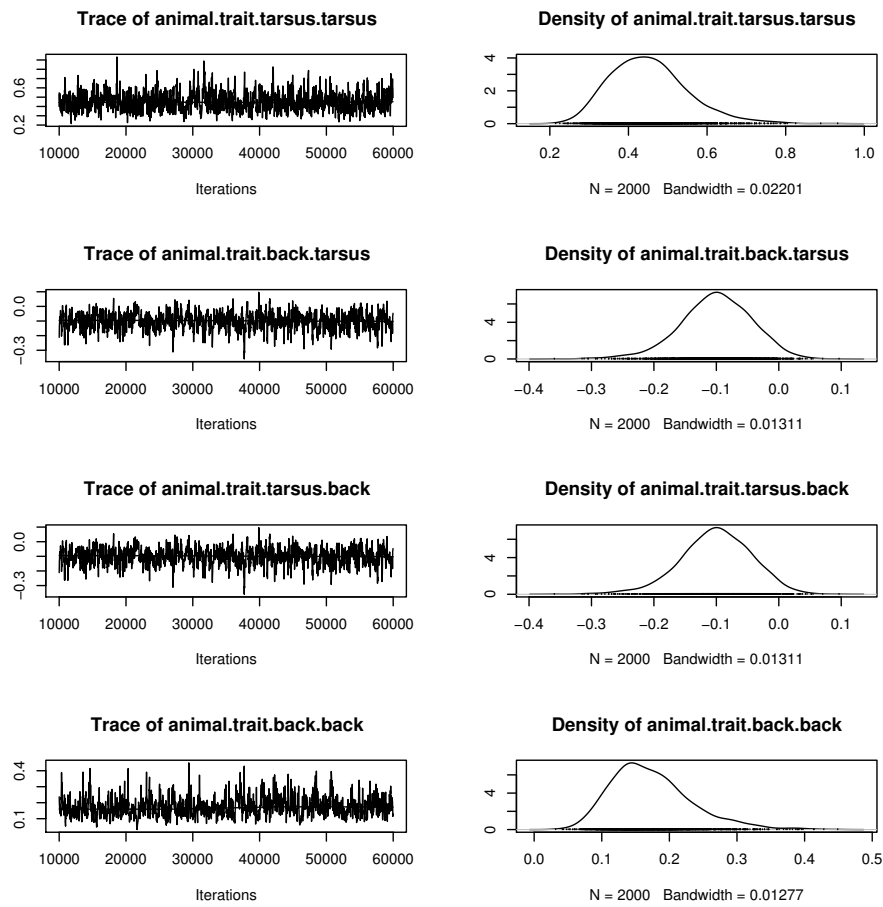 Trace of animal.trait.tarsus.tarsus
0.2 0.6
10000 20000 30000 40000 50000 60000
Iterations
Density of animal.trait.tarsus.tarsus
0 2 4
0.2 0.4 0.6 0.8 1.0
N = 2000 Bandwidth = 0.02201
Trace of animal.trait.back.tarsus
−0.3 0.0
10000 20000 30000 40000 50000 60000
Iterations
Density of animal.trait.back.tarsus
0 4
−0.4 −0.3 −0.2 −0.1 0.0 0.1
N = 2000 Bandwidth = 0.01311
Trace of animal.trait.tarsus.back
−0.3 0.0
10000 20000 30000 40000 50000 60000
Iterations
Density of animal.trait.tarsus.back
0 4
−0.4 −0.3 −0.2 −0.1 0.0 0.1
N = 2000 Bandwidth = 0.01311
Trace of animal.trait.back.back
0.1 0.4
10000 20000 30000 40000 50000 60000
Iterations
Density of animal.trait.back.back
0 4
0.0 0.1 0.2 0.3 0.4 0.5
N = 2000 Bandwidth = 0.01277